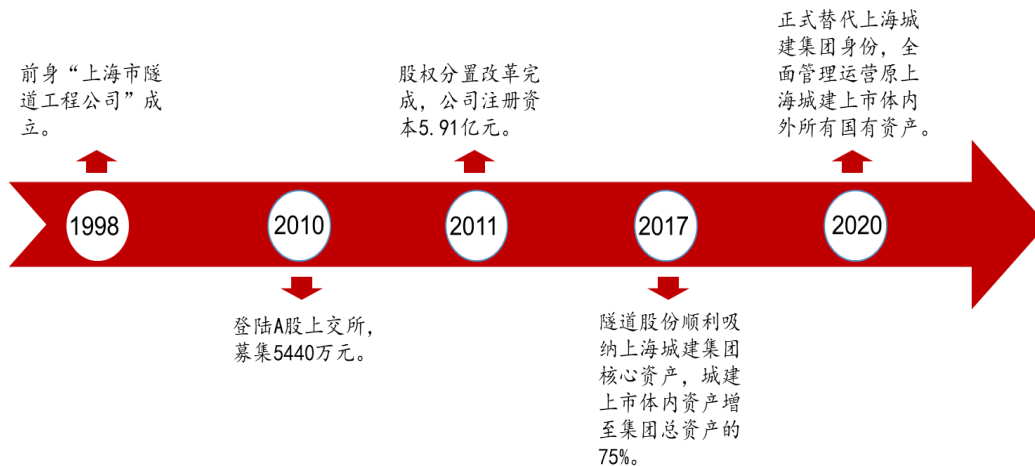 前身“上海市隧
道工程公司”成
立。
1998
2010
登陆A股上交所，
募集5440万元。
股权分置改革完
成，公司注册资
本5.91亿元。
2011
2017
隧道股份顺利吸
纳上海城建集团
核心资产，城建
上市体内资产增
至集团总资产的
75%。
正式替代上海城
建集团身份，全
面管理运营原上
海城建上市体内
外所有国有资产。
2020